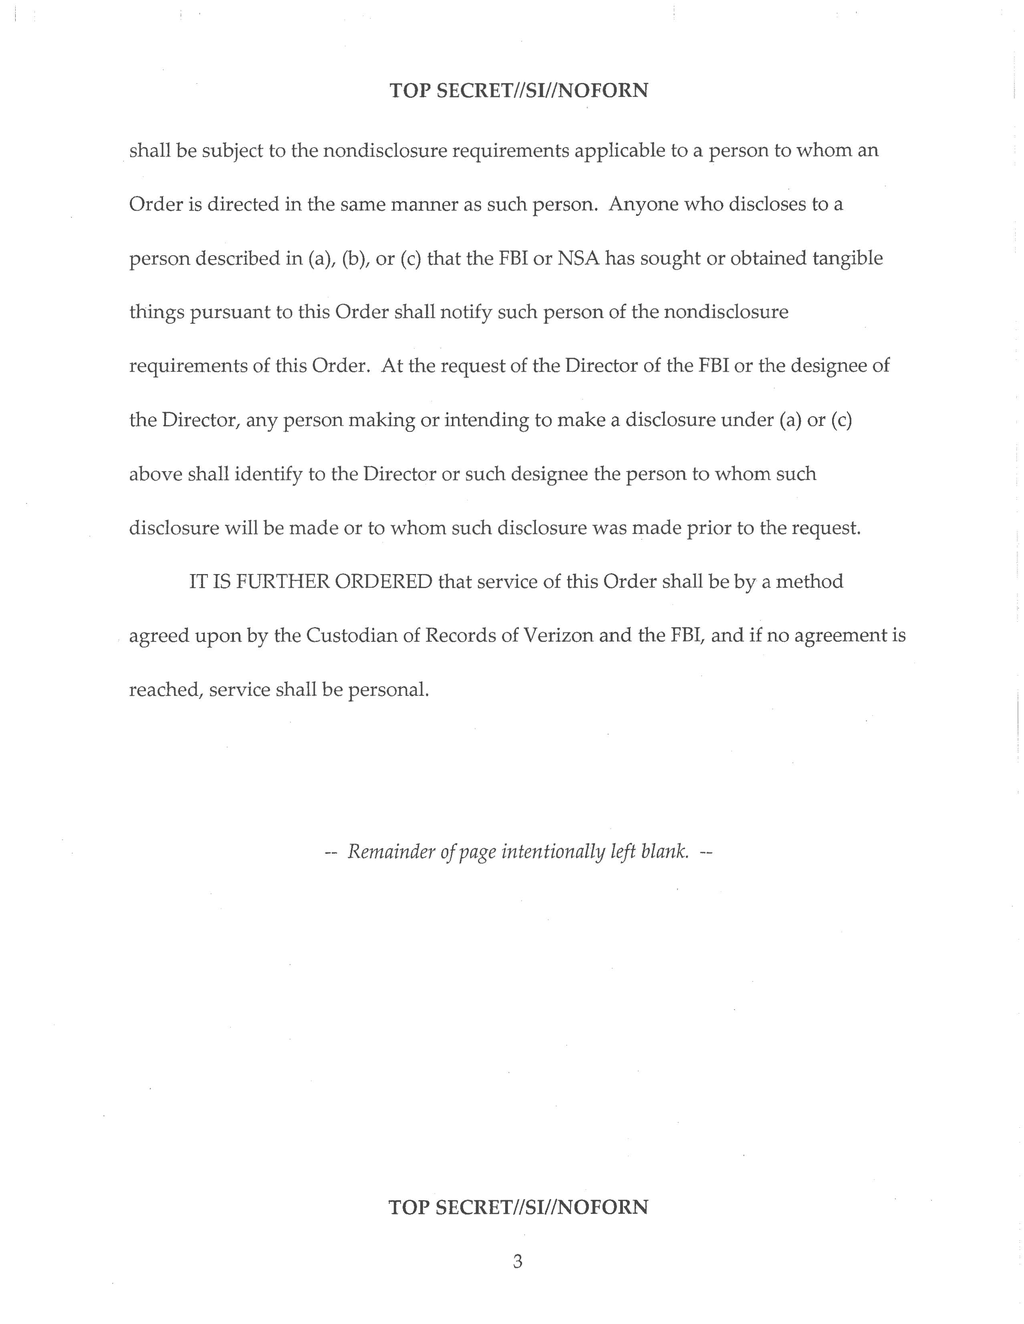 TOP SECRET//SI//NOFORN
shall be subject to the nondisclosure requirements applicable to a person to whom an
Order is directed in the same manner as such person. Anyone who discloses to a
person described in (a), (b), or (c) that the FBI or NSA has sought or obtained tangible
things pursuant to this Order shall notify such person of the nondisclosure
requirements of this Order. At the request of the Director of the FBI or the designee of
the Director, any person making or intending to make a disclosure under (a) or (c)
above shall identify to the Director or such designee the person to whom such
disclosure will be made or to whom such disclosure was made prior to the request.
IT IS FURTHER ORDERED that service of this Order shall be by a method
agreed upon by the Custodian of Records of Verizon and the FBI, and if no agreement is
reached, service shall be personal.
-- Remainder of page intentionally left blank. --
TOP SECRET//SI//NOFORN
3